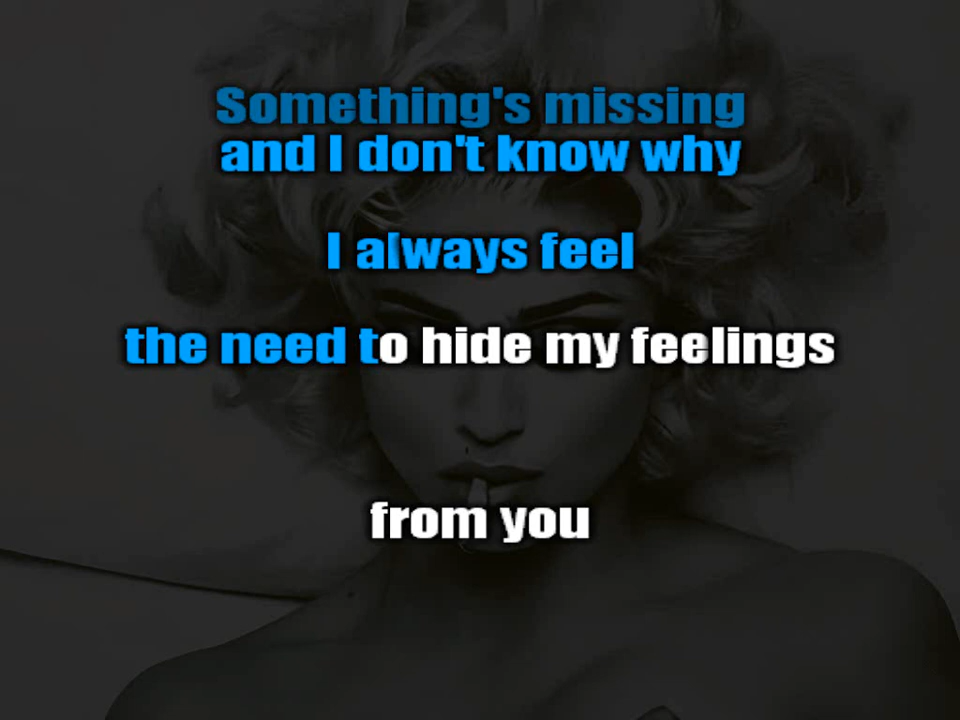 Something's missing
and I don't know why
I always feel
the need to hide my feelings
from you